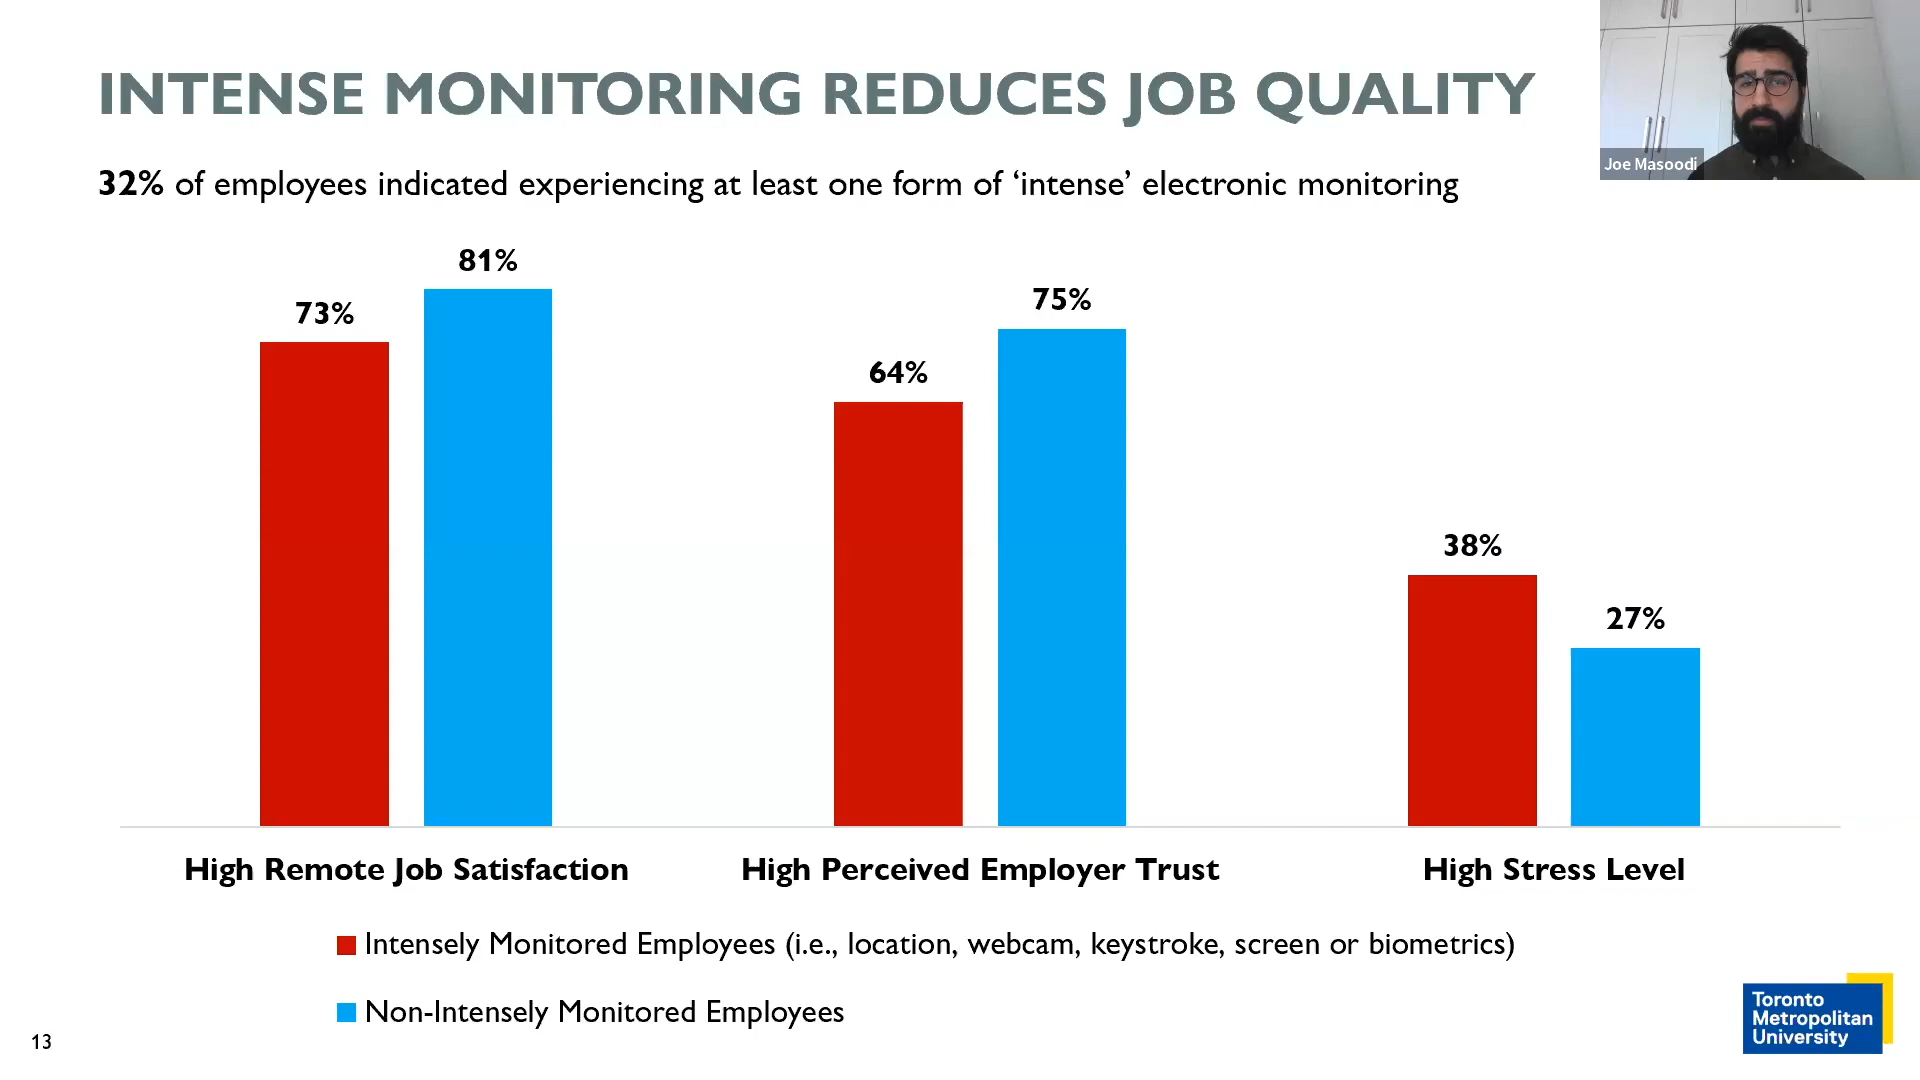 INTENSE MONITORING REDUCES JOB QUALITY
Joe Masoodi
32% of employees indicated experiencing at least one form of ‘intense’ electronic monitoring
81%
73%
75%
64%
38%
27%
High Remote Job Satisfaction
High Perceived Employer Trust
High Stress Level
Intensely Monitored Employees (i.e., location, webcam, keystroke, screen or biometrics)
Non-Intensely Monitored Employees
Toronto
Metropolitan
University
13